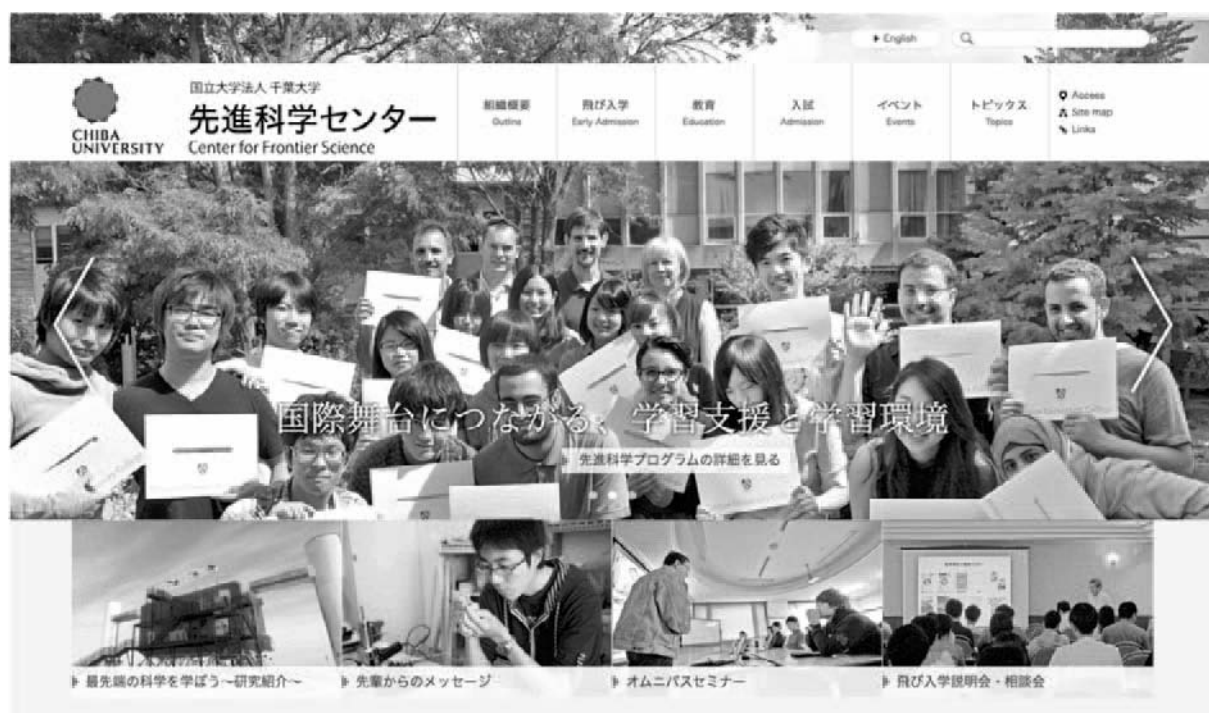 English
国立大学法人 千葉大学
先進科学センター
Center for Frontier Science
CHIBA
UNIVERSITY
組織概要
Outline
飛び入学
Early Admission
教育
Education
入試
Admission
イベント
Events
トピックス
Topics
Access
Site map
Links
国際舞台につながる、学習支援と学習環境
先進科学プログラムの詳細を見る
最先端の科学を学ぼう〜研究紹介〜
先輩からのメッセージ
オムニバスセミナー
飛び入学説明会・相談会